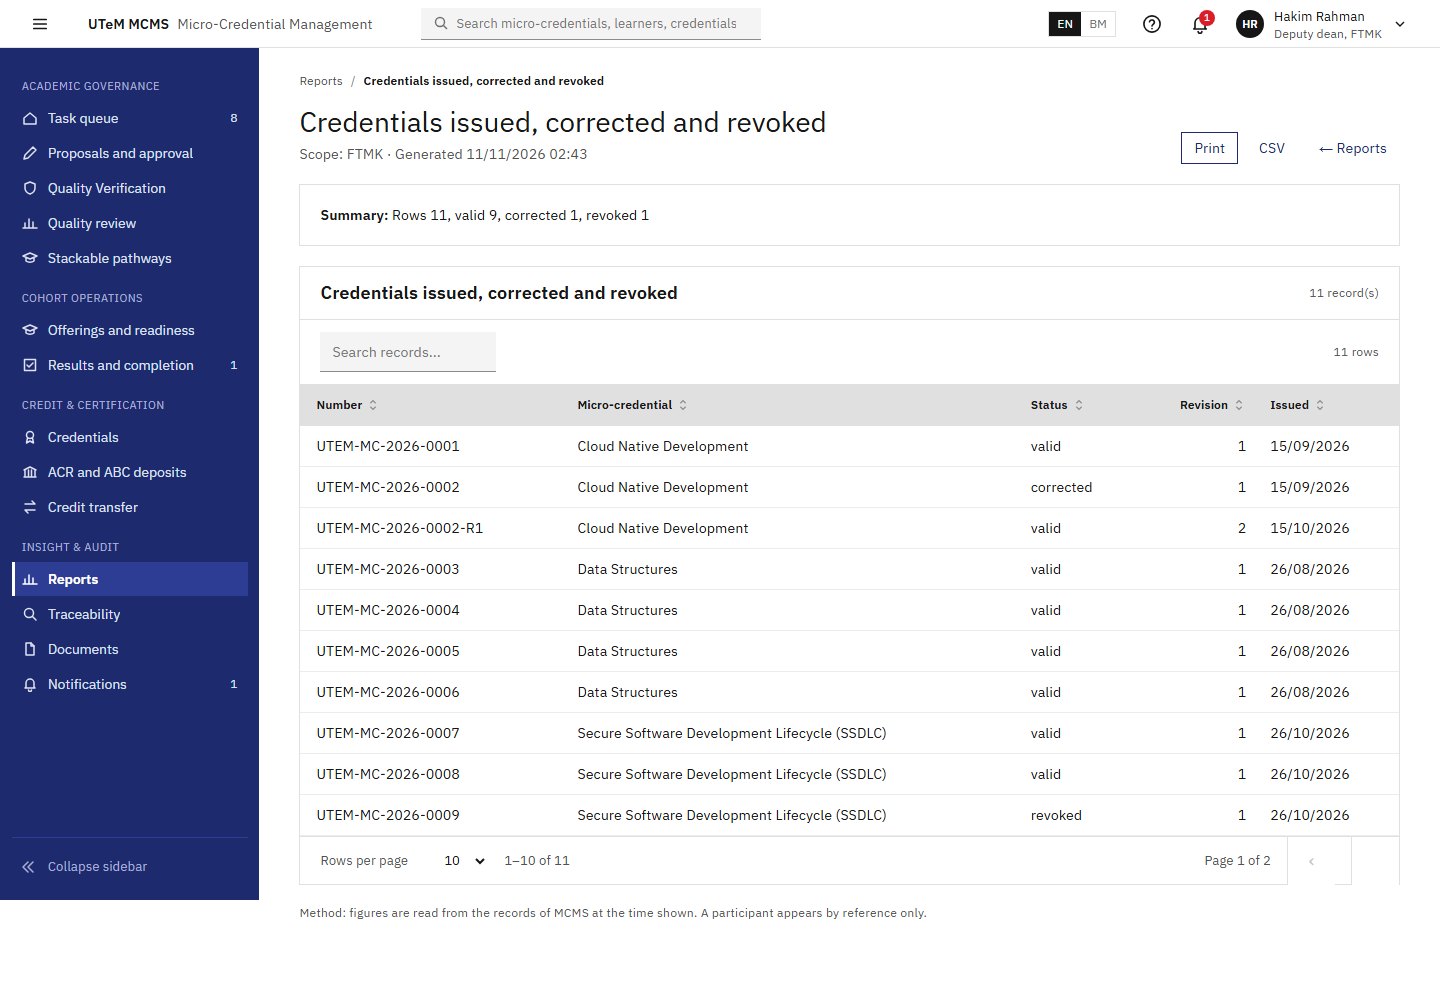 UTeM MCMS Micro-Credential Management
Search micro-credentials, learners, credentials
EN BM
1
HR
Hakim Rahman
Deputy dean, FTMK
ACADEMIC GOVERNANCE
Task queue 8
Proposals and approval
Quality Verification
Quality review
Stackable pathways
COHORT OPERATIONS
Offerings and readiness
Results and completion 1
CREDIT & CERTIFICATION
Credentials
ACR and ABC deposits
Credit transfer
INSIGHT & AUDIT
Reports
Traceability
Documents
Notifications 1
Collapse sidebar
Reports / Credentials issued, corrected and revoked
Credentials issued, corrected and revoked
Scope: FTMK · Generated 11/11/2026 02:43
Print CSV ← Reports
Summary: Rows 11, valid 9, corrected 1, revoked 1
Credentials issued, corrected and revoked 11 record(s)
Search records... 11 rows
Number Micro-credential Status Revision Issued
UTEM-MC-2026-0001 Cloud Native Development valid 1 15/09/2026
UTEM-MC-2026-0002 Cloud Native Development corrected 1 15/09/2026
UTEM-MC-2026-0002-R1 Cloud Native Development valid 2 15/10/2026
UTEM-MC-2026-0003 Data Structures valid 1 26/08/2026
UTEM-MC-2026-0004 Data Structures valid 1 26/08/2026
UTEM-MC-2026-0005 Data Structures valid 1 26/08/2026
UTEM-MC-2026-0006 Data Structures valid 1 26/08/2026
UTEM-MC-2026-0007 Secure Software Development Lifecycle (SSDLC) valid 1 26/10/2026
UTEM-MC-2026-0008 Secure Software Development Lifecycle (SSDLC) valid 1 26/10/2026
UTEM-MC-2026-0009 Secure Software Development Lifecycle (SSDLC) revoked 1 26/10/2026
Rows per page 10 1–10 of 11 Page 1 of 2 ‹
Method: figures are read from the records of MCMS at the time shown. A participant appears by reference only.